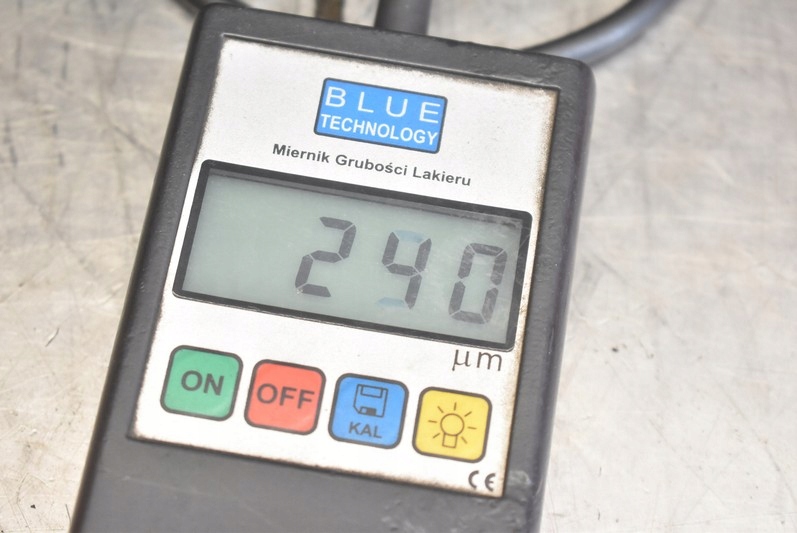 BLUE
TECHNOLOGY
Miernik Grubości Lakieru
240
μm
ON
OFF
KAL
CE